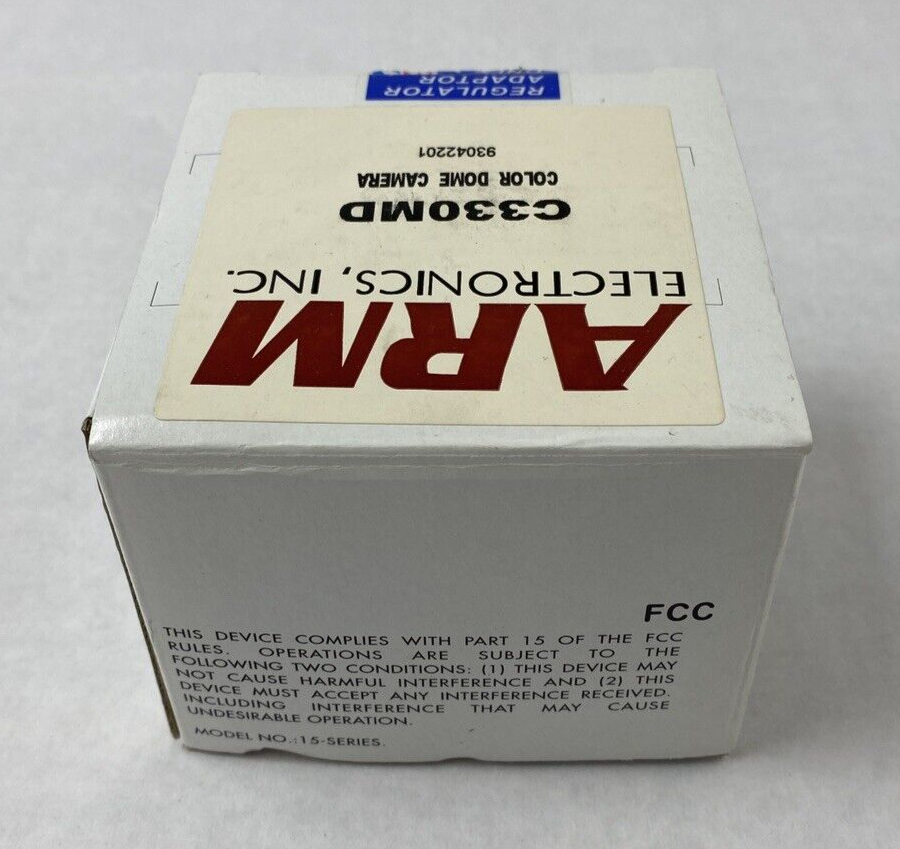 ARM
ELECTRONICS, INC.
C330MD
COLOR DOME CAMERA
93042201
REGULATOR
ADAPTOR
FCC
THIS DEVICE COMPLIES WITH PART 15 OF THE FCC
RULES. OPERATIONS ARE SUBJECT TO THE
FOLLOWING TWO CONDITIONS: (1) THIS DEVICE MAY
NOT CAUSE HARMFUL INTERFERENCE AND (2) THIS
DEVICE MUST ACCEPT ANY INTERFERENCE RECEIVED.
INCLUDING INTERFERENCE THAT MAY CAUSE
UNDESIRABLE OPERATION.
MODEL NO.:15-SERIES.